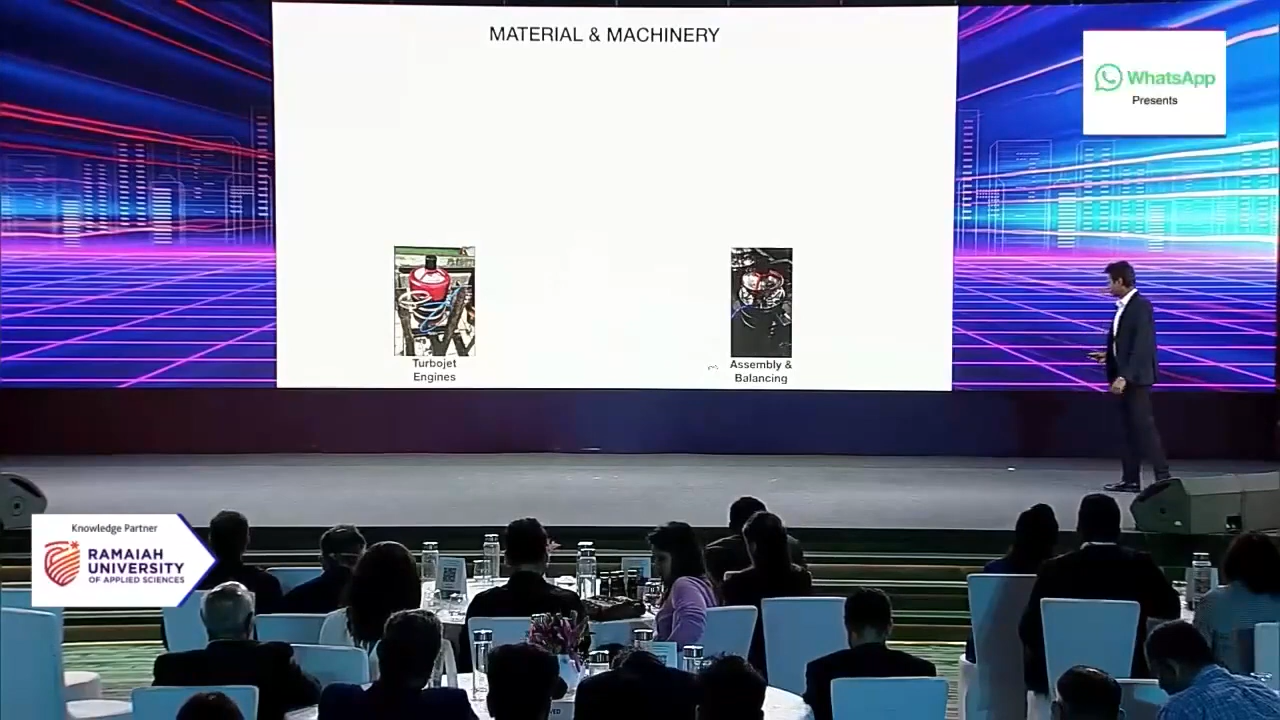 MATERIAL & MACHINERY
WhatsApp
Presents
Turbojet
Engines
Assembly &
Balancing
Knowledge Partner
RAMAIAH
UNIVERSITY
OF APPLIED SCIENCES